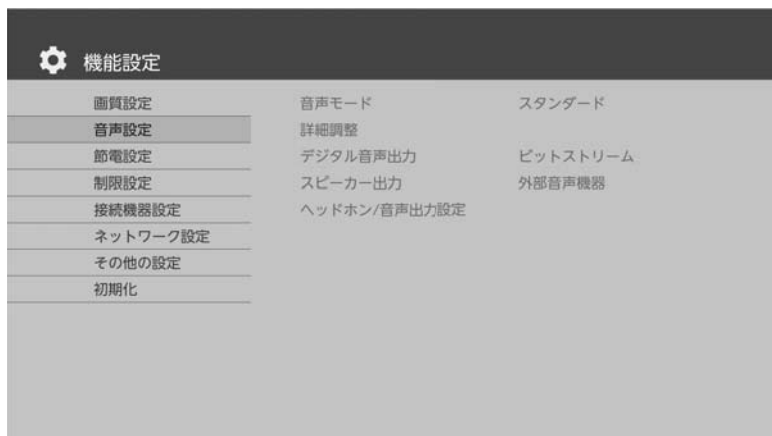 機能設定
画質設定
音声設定
節電設定
制限設定
接続機器設定
ネットワーク設定
その他の設定
初期化
音声モード スタンダード
詳細調整
デジタル音声出力 ビットストリーム
スピーカー出力 外部音声機器
ヘッドホン/音声出力設定